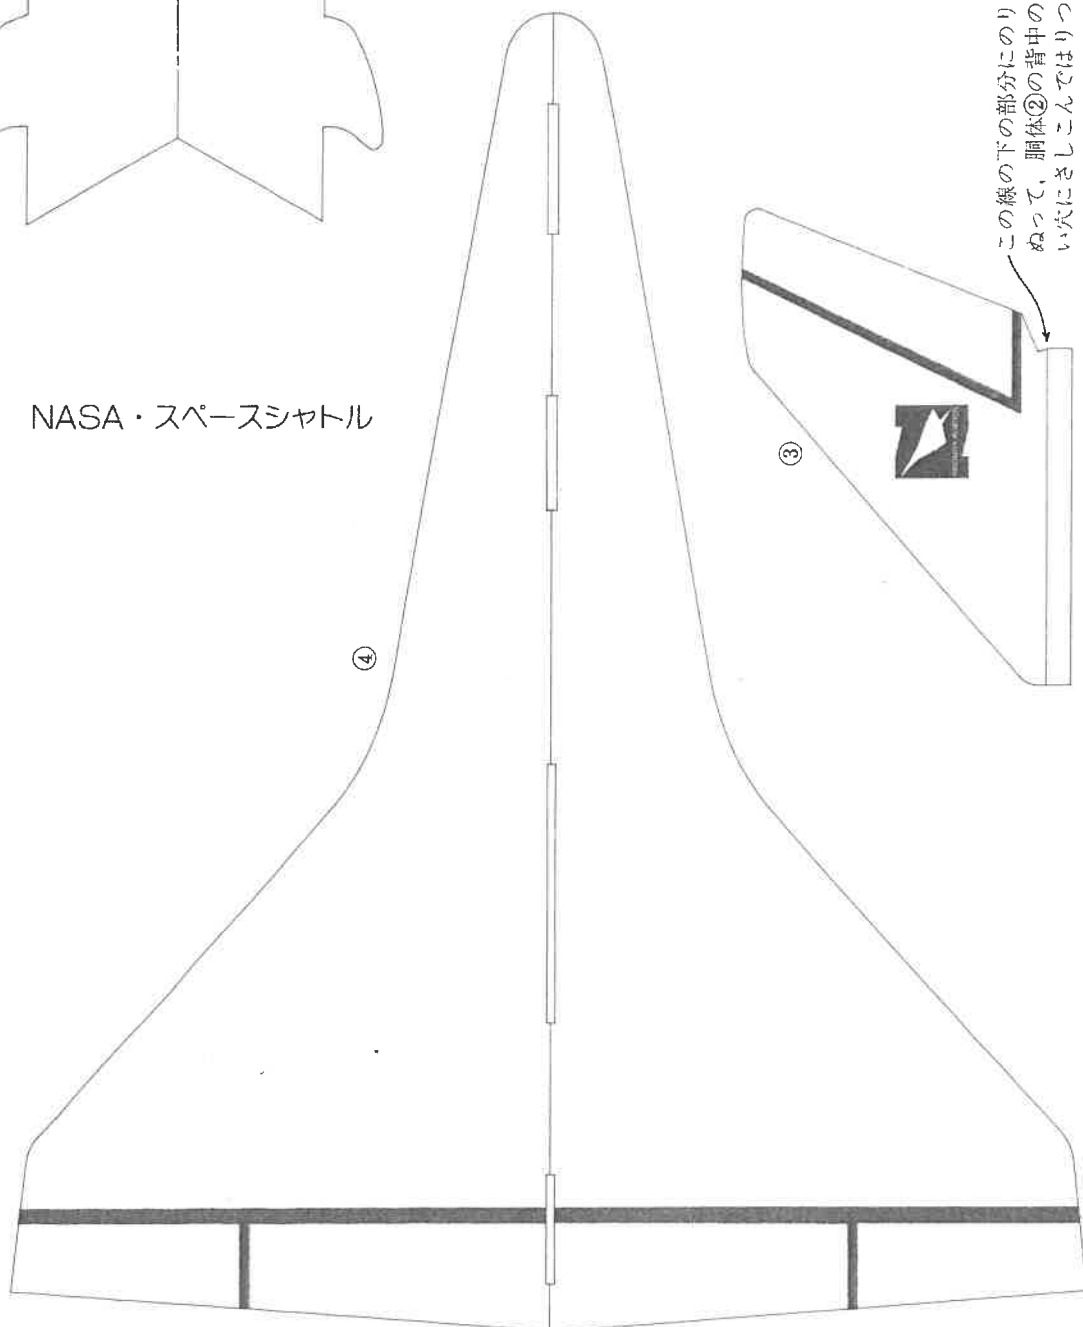 この線の下の部分にのり
ぬって，胴体②の背中の
い穴にさしこんではりつ
NASA・スペースシャトル
③
④